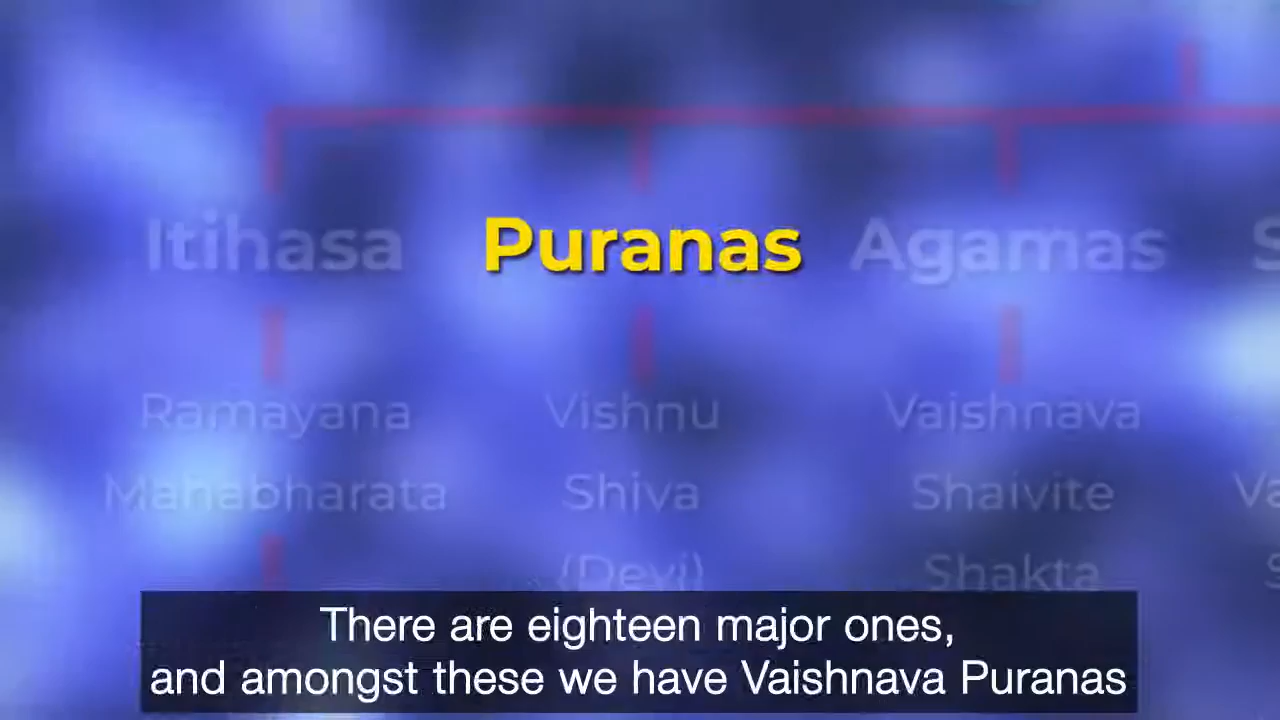 Itihasa Puranas Agamas
Ramayana Vishnu Vaishnava
Mahabharata Shiva Shaivite
(Devi) Shakta
There are eighteen major ones,
and amongst these we have Vaishnava Puranas